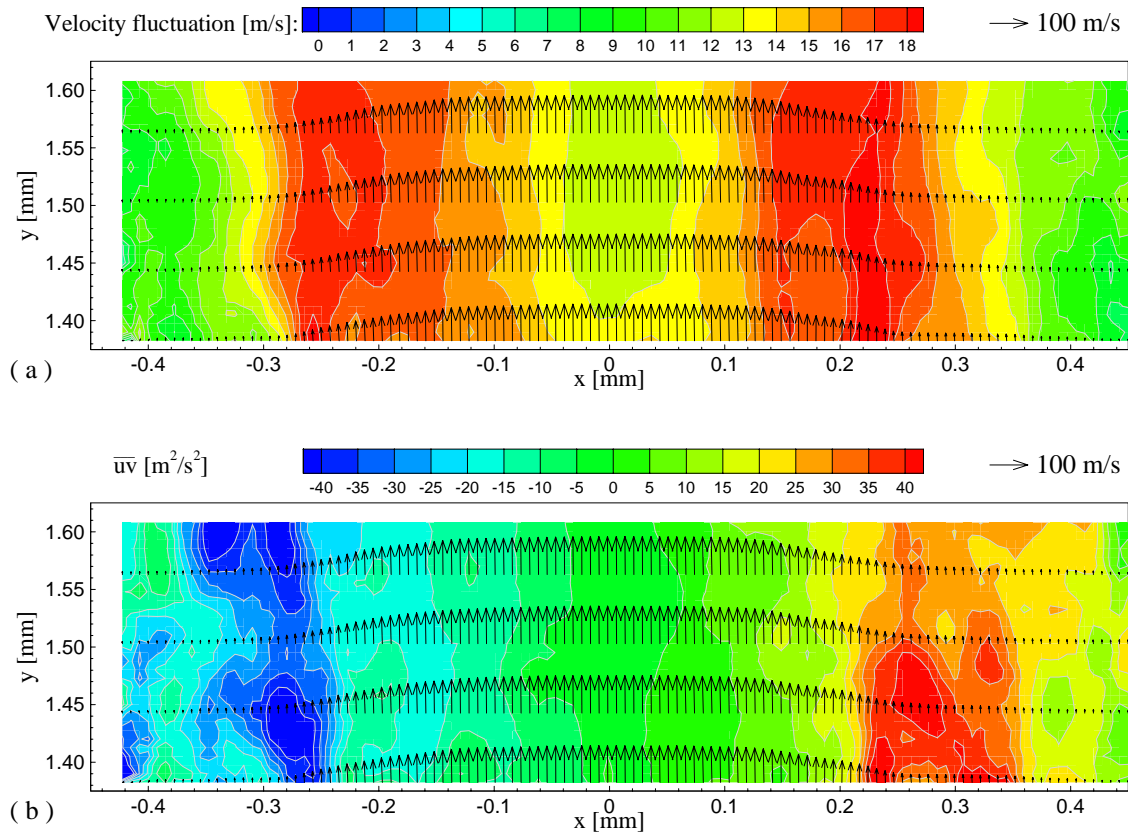 Velocity fluctuation [m/s]:
0 1 2 3 4 5 6 7 8 9 10 11 12 13 14 15 16 17 18
100 m/s
1.60
1.55
1.50
1.45
1.40
y [mm]
-0.4 -0.3 -0.2 -0.1 0 0.1 0.2 0.3 0.4
x [mm]
( a )
uv [m²/s²]
-40 -35 -30 -25 -20 -15 -10 -5 0 5 10 15 20 25 30 35 40
100 m/s
1.60
1.55
1.50
1.45
1.40
y [mm]
-0.4 -0.3 -0.2 -0.1 0 0.1 0.2 0.3 0.4
x [mm]
( b )